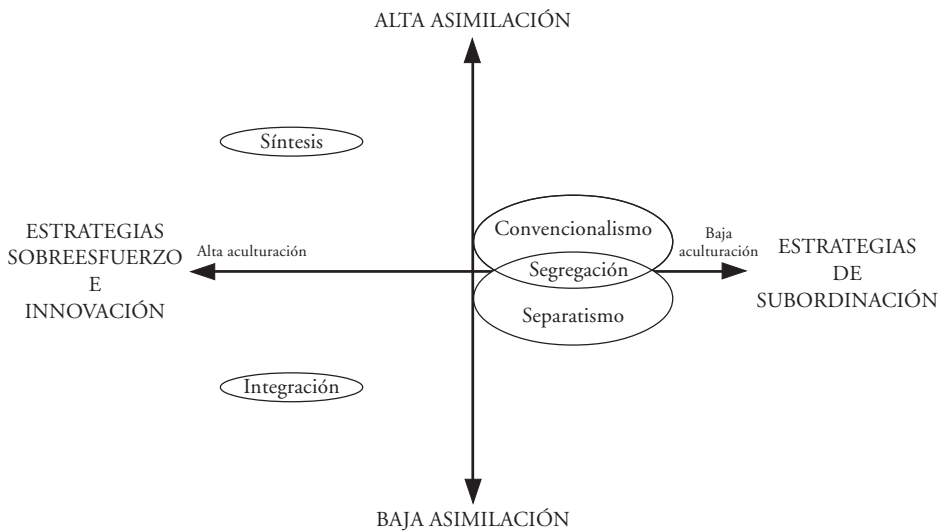 ALTA ASIMILACIÓN
Síntesis
ESTRATEGIAS
SOBREESFUERZO
E
INNOVACIÓN
Alta aculturación
Convencionalismo
Segregación
Separatismo
Baja
aculturación
ESTRATEGIAS
DE
SUBORDINACIÓN
Integración
BAJA ASIMILACIÓN